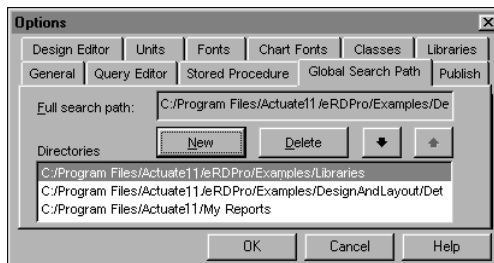 Options
Design Editor Units Fonts Chart Fonts Classes Libraries
General Query Editor Stored Procedure Global Search Path Publish
Full search path: C:/Program Files/Actuate11/eRDPro/Examples/De
Directories New Delete
C:/Program Files/Actuate11/eRDPro/Examples/Libraries
C:/Program Files/Actuate11/eRDPro/Examples/DesignAndLayout/Det
C:/Program Files/Actuate11/My Reports
OK Cancel Help